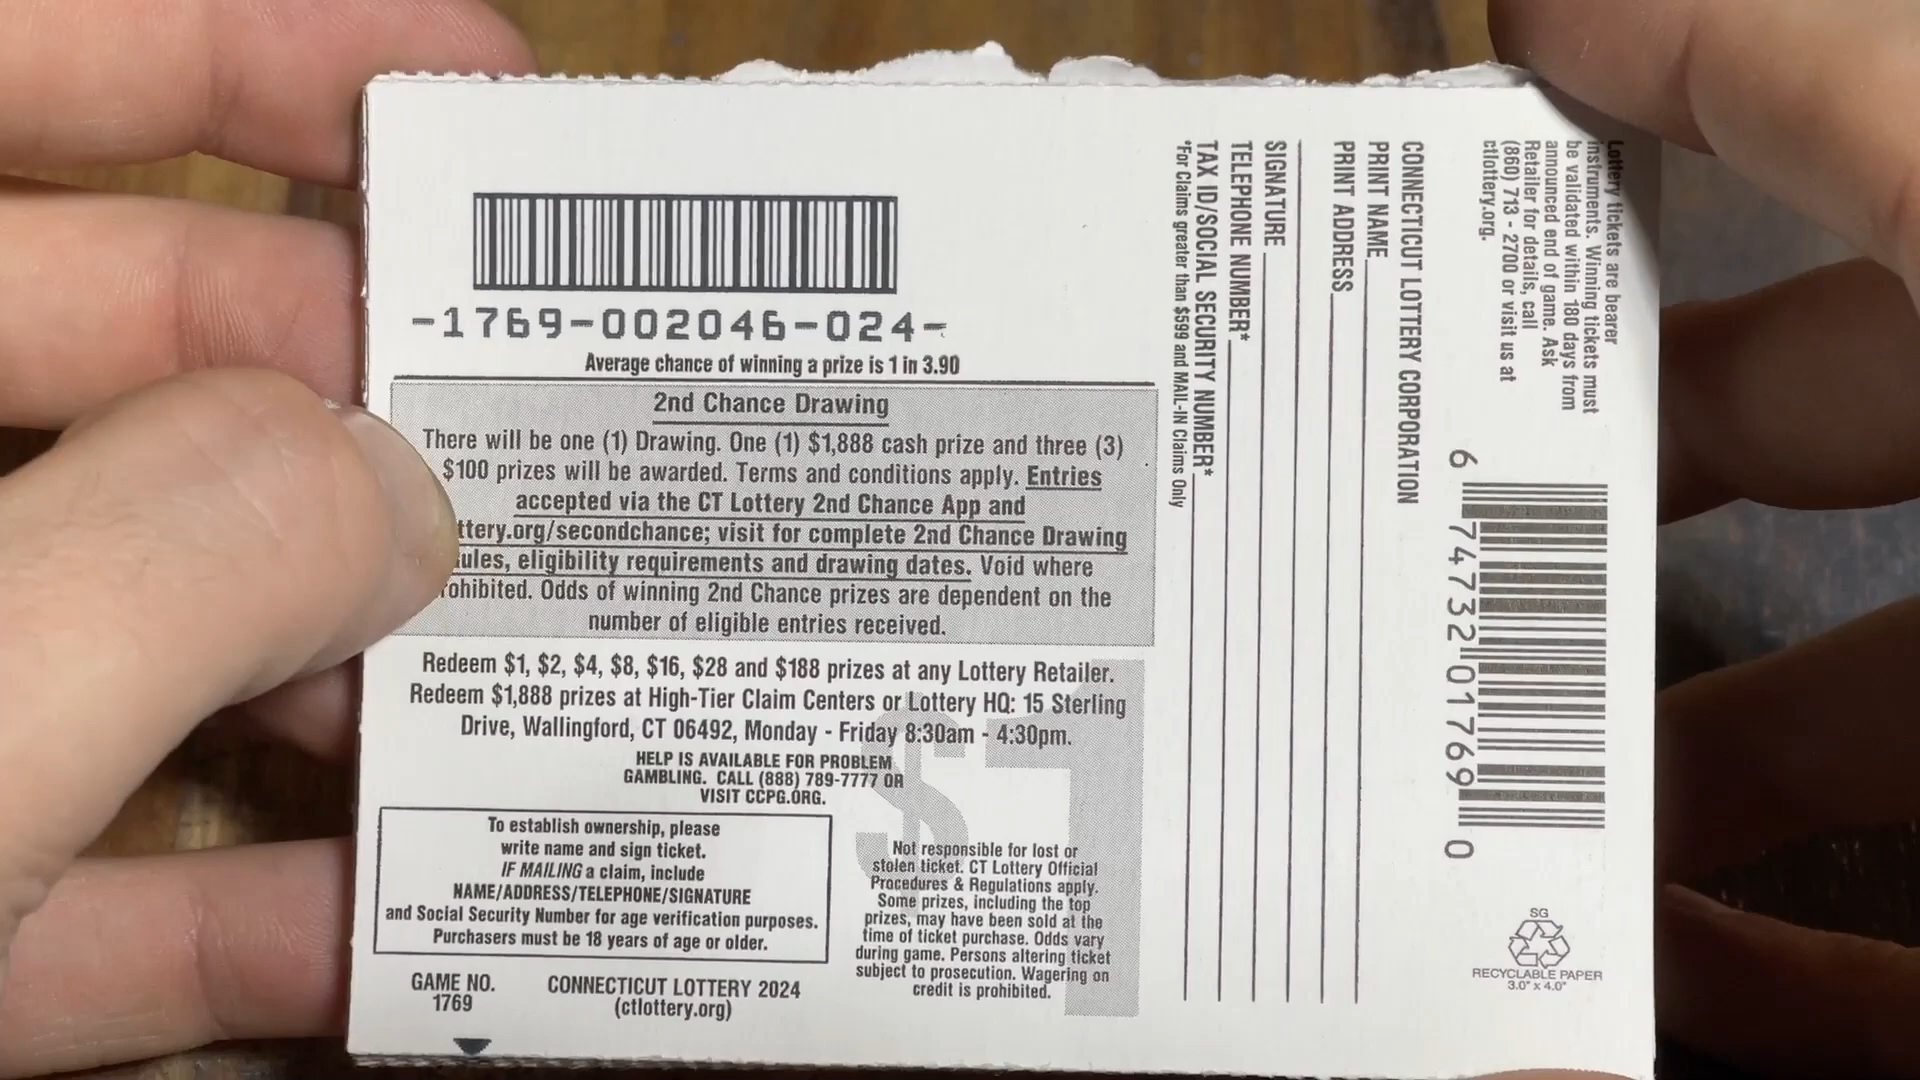 -1769-002046-024-
Average chance of winning a prize is 1 in 3.90
2nd Chance Drawing
There will be one (1) Drawing. One (1) $1,888 cash prize and three (3)
$100 prizes will be awarded. Terms and conditions apply. Entries
accepted via the CT Lottery 2nd Chance App and
ttery.org/secondchance; visit for complete 2nd Chance Drawing
ules, eligibility requirements and drawing dates. Void where
ohibited. Odds of winning 2nd Chance prizes are dependent on the
number of eligible entries received.
Redeem $1, $2, $4, $8, $16, $28 and $188 prizes at any Lottery Retailer.
Redeem $1,888 prizes at High-Tier Claim Centers or Lottery HQ: 15 Sterling
Drive, Wallingford, CT 06492, Monday - Friday 8:30am - 4:30pm.
HELP IS AVAILABLE FOR PROBLEM
GAMBLING. CALL (888) 789-7777 OR
VISIT CCPG.ORG.
$1
To establish ownership, please
write name and sign ticket.
IF MAILING a claim, include
NAME/ADDRESS/TELEPHONE/SIGNATURE
and Social Security Number for age verification purposes.
Purchasers must be 18 years of age or older.
Not responsible for lost or
stolen ticket. CT Lottery Official
Procedures & Regulations apply.
Some prizes, including the top
prizes, may have been sold at the
time of ticket purchase. Odds vary
during game. Persons altering ticket
subject to prosecution. Wagering on
credit is prohibited.
GAME NO.
1769
CONNECTICUT LOTTERY 2024
(ctlottery.org)
Lottery tickets are bearer
instruments. Winning tickets must
be validated within 180 days from
announced end of game. Ask
Retailer for details, call
(860) 713 - 2700 or visit us at
ctlottery.org.
CONNECTICUT LOTTERY CORPORATION
PRINT NAME
PRINT ADDRESS
SIGNATURE
TELEPHONE NUMBER*
TAX ID/SOCIAL SECURITY NUMBER*
*For Claims greater than $599 and MAIL-IN Claims Only
6 74732 01769 0
SG
RECYCLABLE PAPER
3.0" x 4.0"